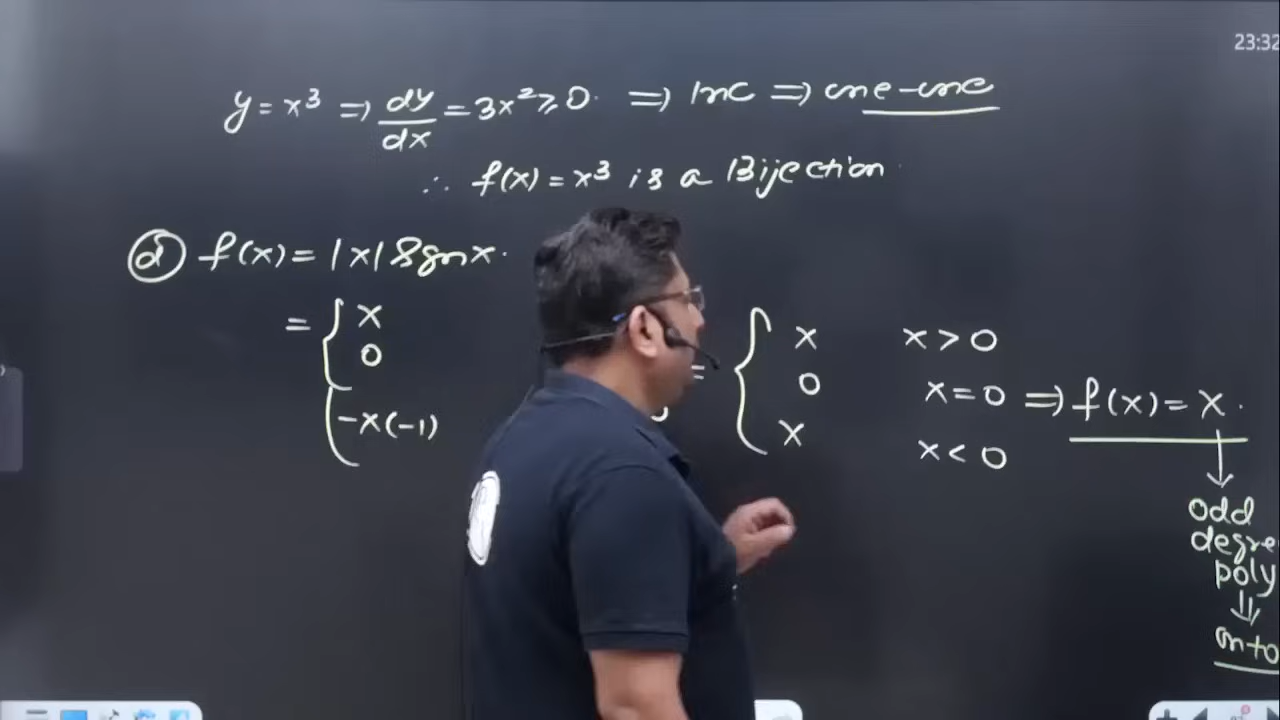 23:32
y = x³ ⇒ dy/dx = 3x² ≥ 0. ⇒ Inc ⇒ one-one
∴ f(x) = x³ is a Bijection
(d) f(x) = |x| sgn x.
= { x
0
-x(-1)
= { x x > 0
0 x = 0 ⇒ f(x) = x.
x x < 0
↓
odd
degre
poly
⇓
onto